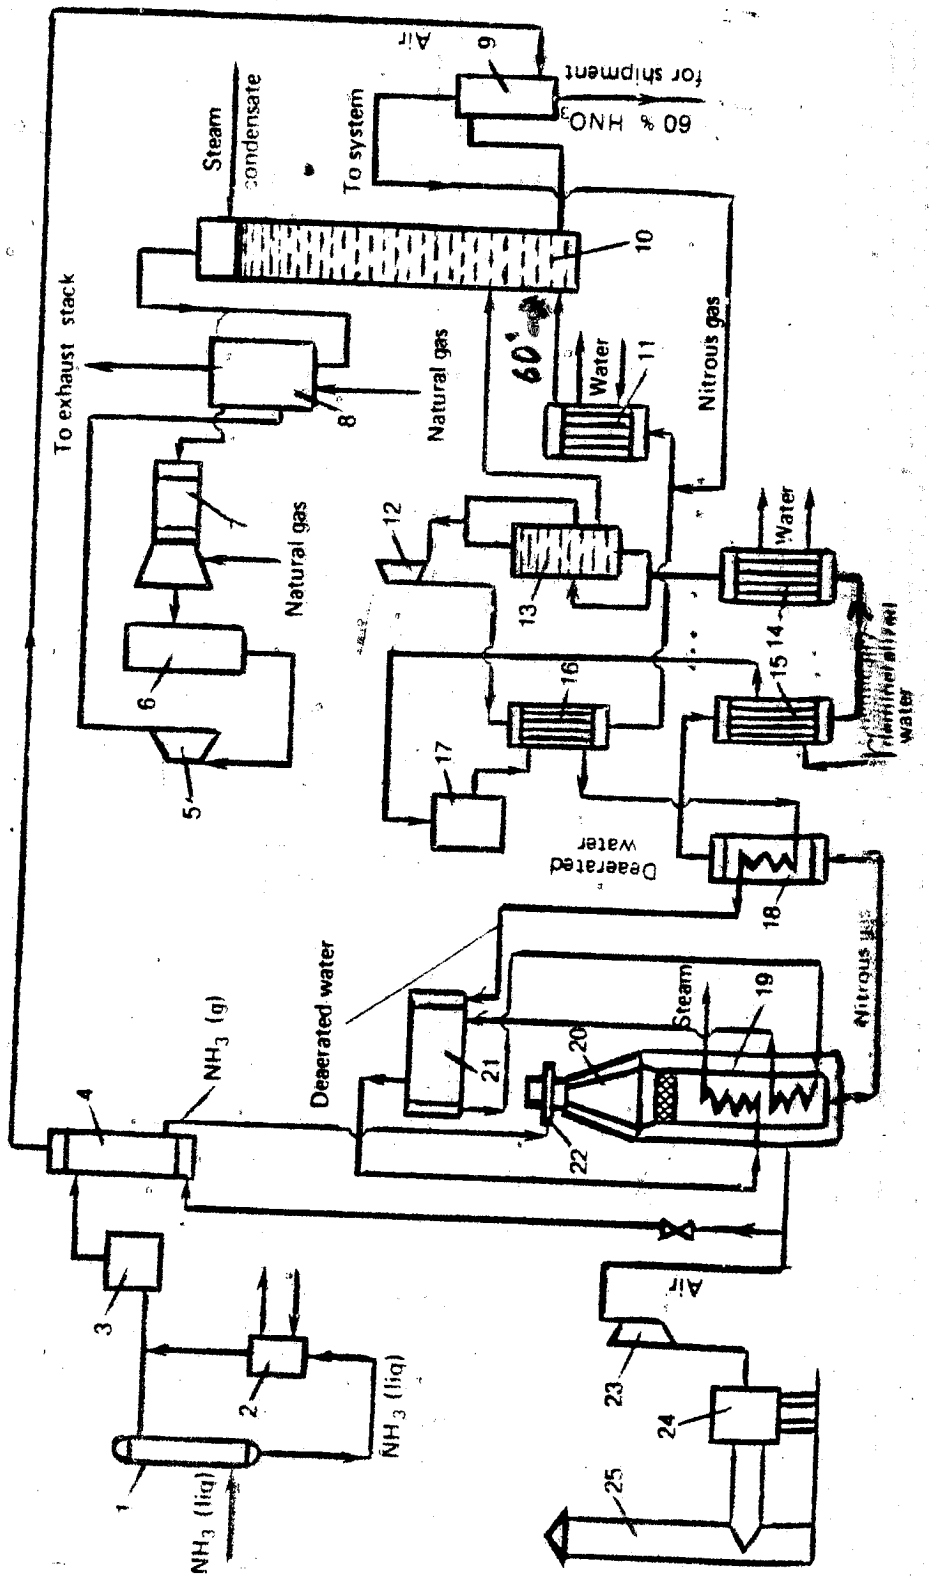 To exhaust stack
1
3
4
6
NH₃ (liq)
5
NH₃ (g)
7
Steam
condensate
2
Natural gas
8
Deaerated water
To system
NH₃ (liq)
12
Air
17
Natural gas
21
13
60°
9
22
20
16
Deaerated
water
Water
23
25
10
11
60 % HNO₃
for shipment
24
Air
Steam
Nitrous gas
19
18
15
14
Water
Nitrous gas
water